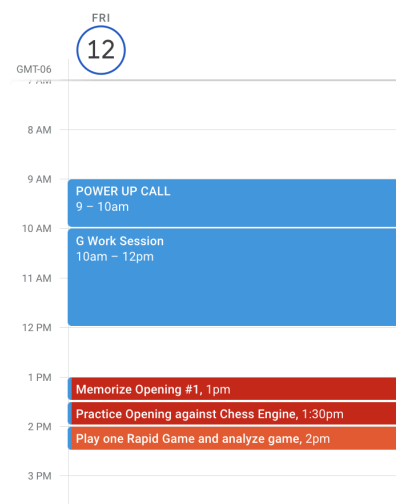 FRI
12
GMT-06
7 AM
8 AM
9 AM
POWER UP CALL
9 – 10am
10 AM
G Work Session
10am – 12pm
11 AM
12 PM
1 PM
Memorize Opening #1, 1pm
Practice Opening against Chess Engine, 1:30pm
2 PM
Play one Rapid Game and analyze game, 2pm
3 PM